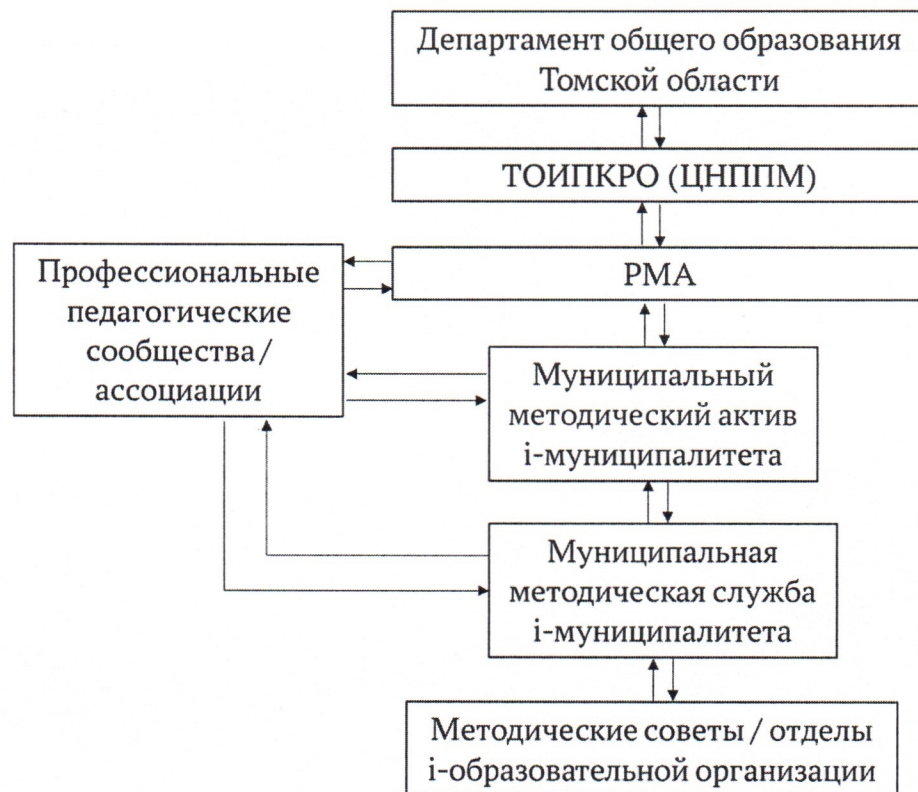 Департамент общего образования
Томской области
ТОИПКРО (ЦНППМ)
РМА
Профессиональные
педагогические
сообщества /
ассоциации
Муниципальный
методический актив
i-муниципалитета
Муниципальная
методическая служба
i-муниципалитета
Методические советы / отделы
i-образовательной организации